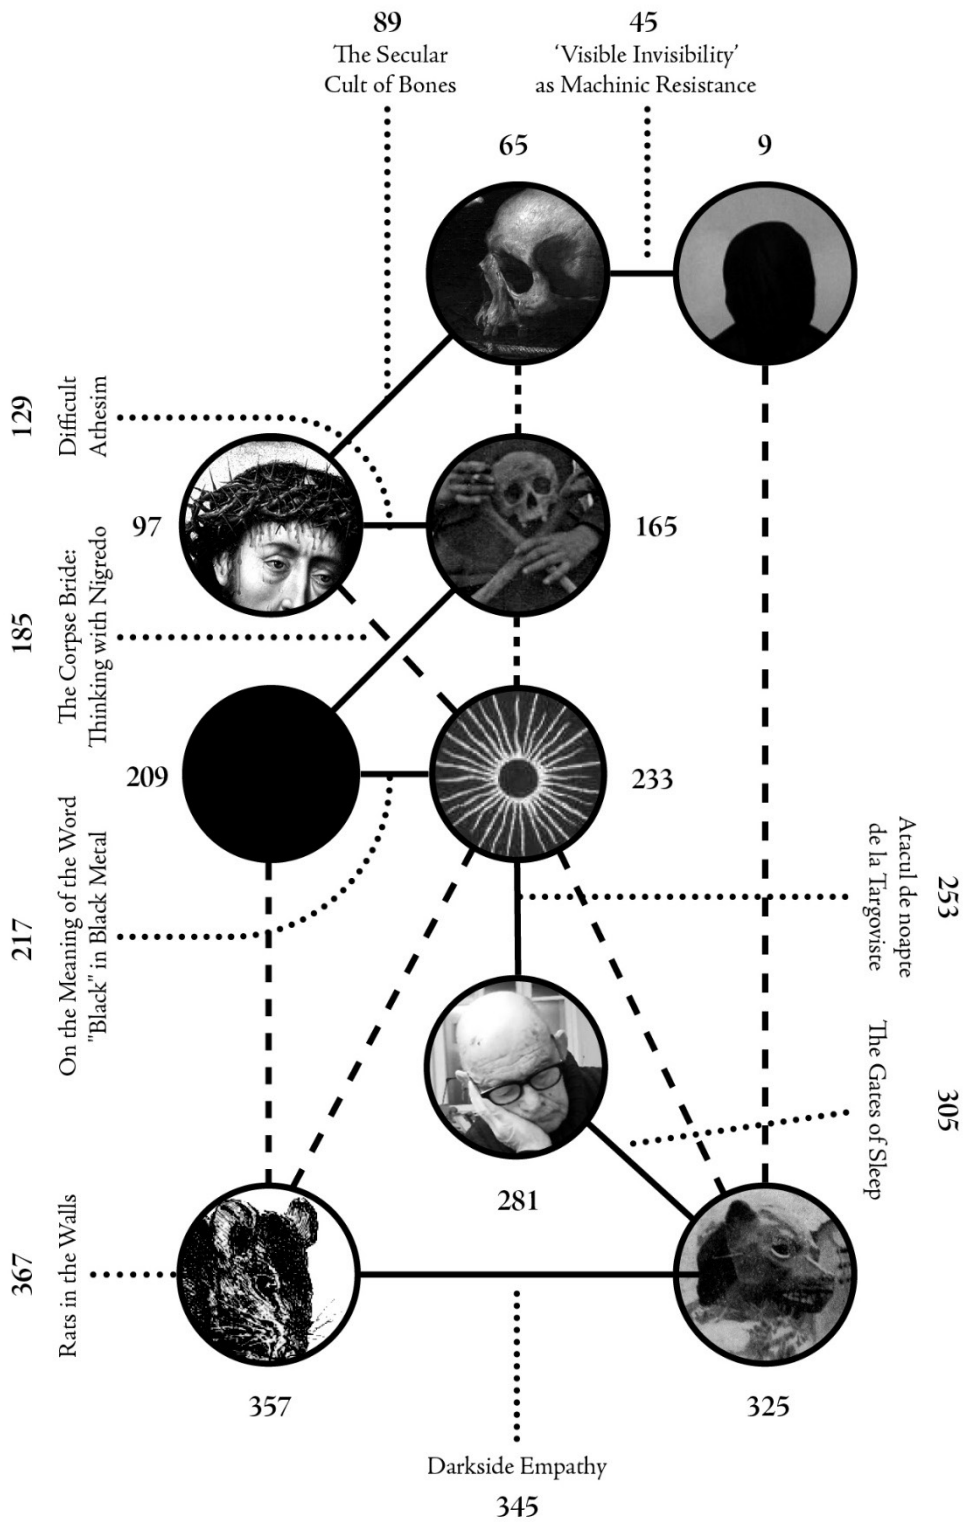 89
The Secular
Cult of Bones
45
‘Visible Invisibility’
as Machinic Resistance
65
9
129
Difficult
Athesim
97
165
185
The Corpse Bride:
Thinking with Nigredo
209
233
217
On the Meaning of the Word
"Black" in Black Metal
253
Atacul de noapte
de la Targoviste
305
The Gates of Sleep
281
367
Rats in the Walls
357
325
Darkside Empathy
345